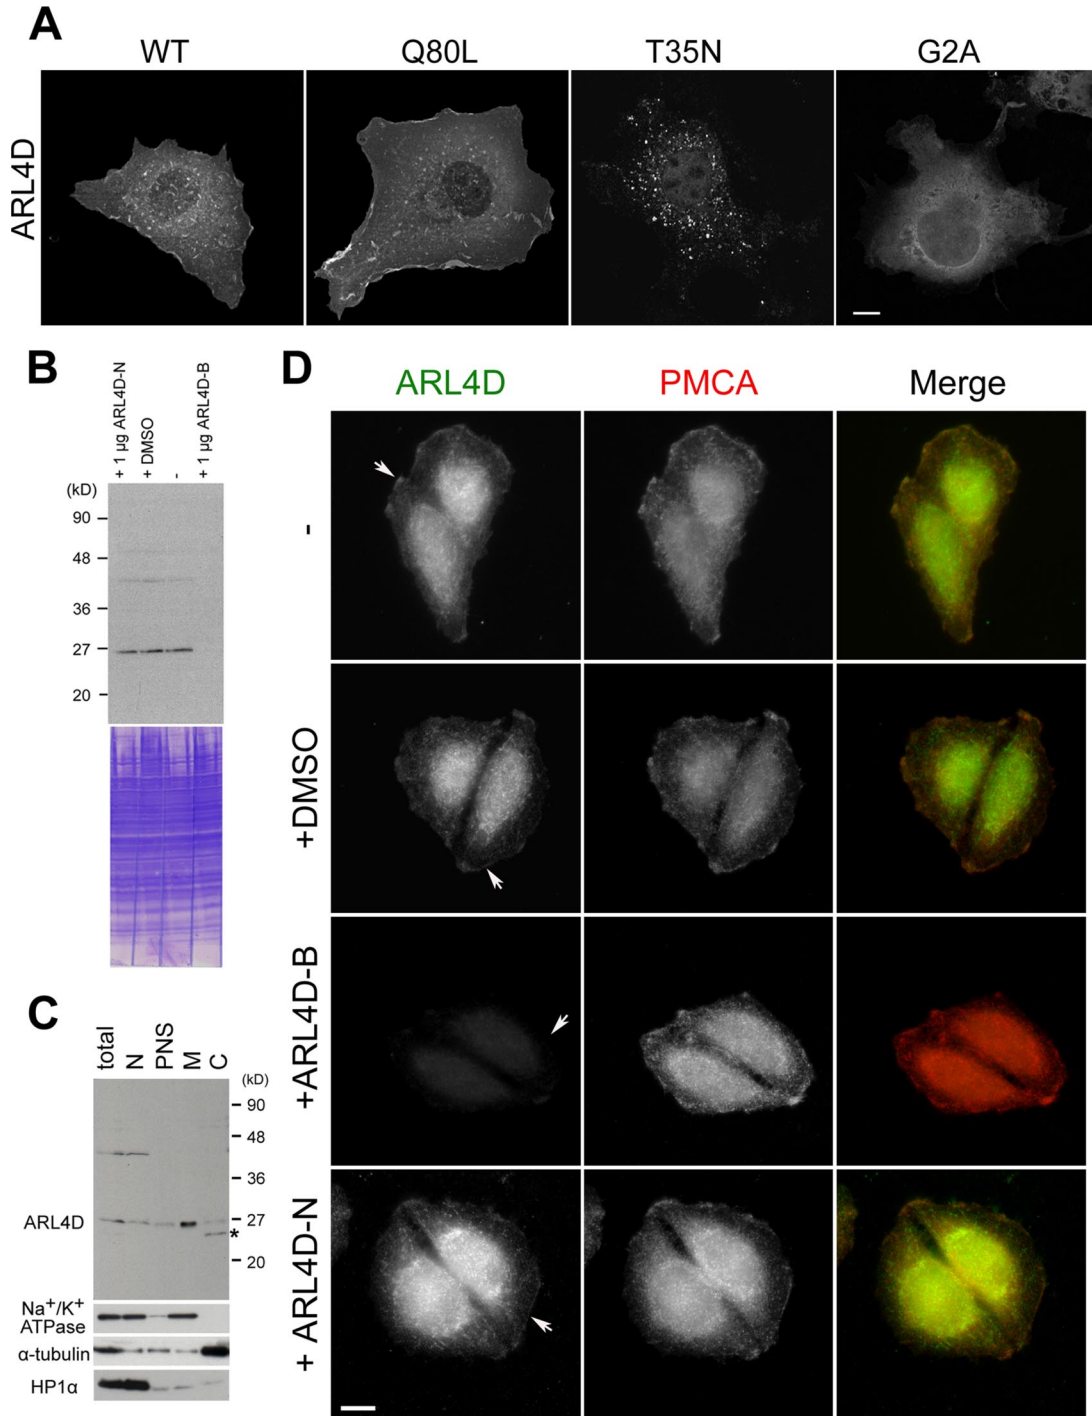 A
WT Q80L T35N G2A
ARL4D
B
+ 1 µg ARL4D-N
+ DMSO
-
+ 1 µg ARL4D-B
(kD)
90
48
36
27
20
C
total N PNS M C
(kD)
90
48
36
ARL4D 27
*
20
Na+/K+
ATPase
α-tubulin
HP1α
D
ARL4D PMCA Merge
-
+DMSO
+ARL4D-B
+ ARL4D-N